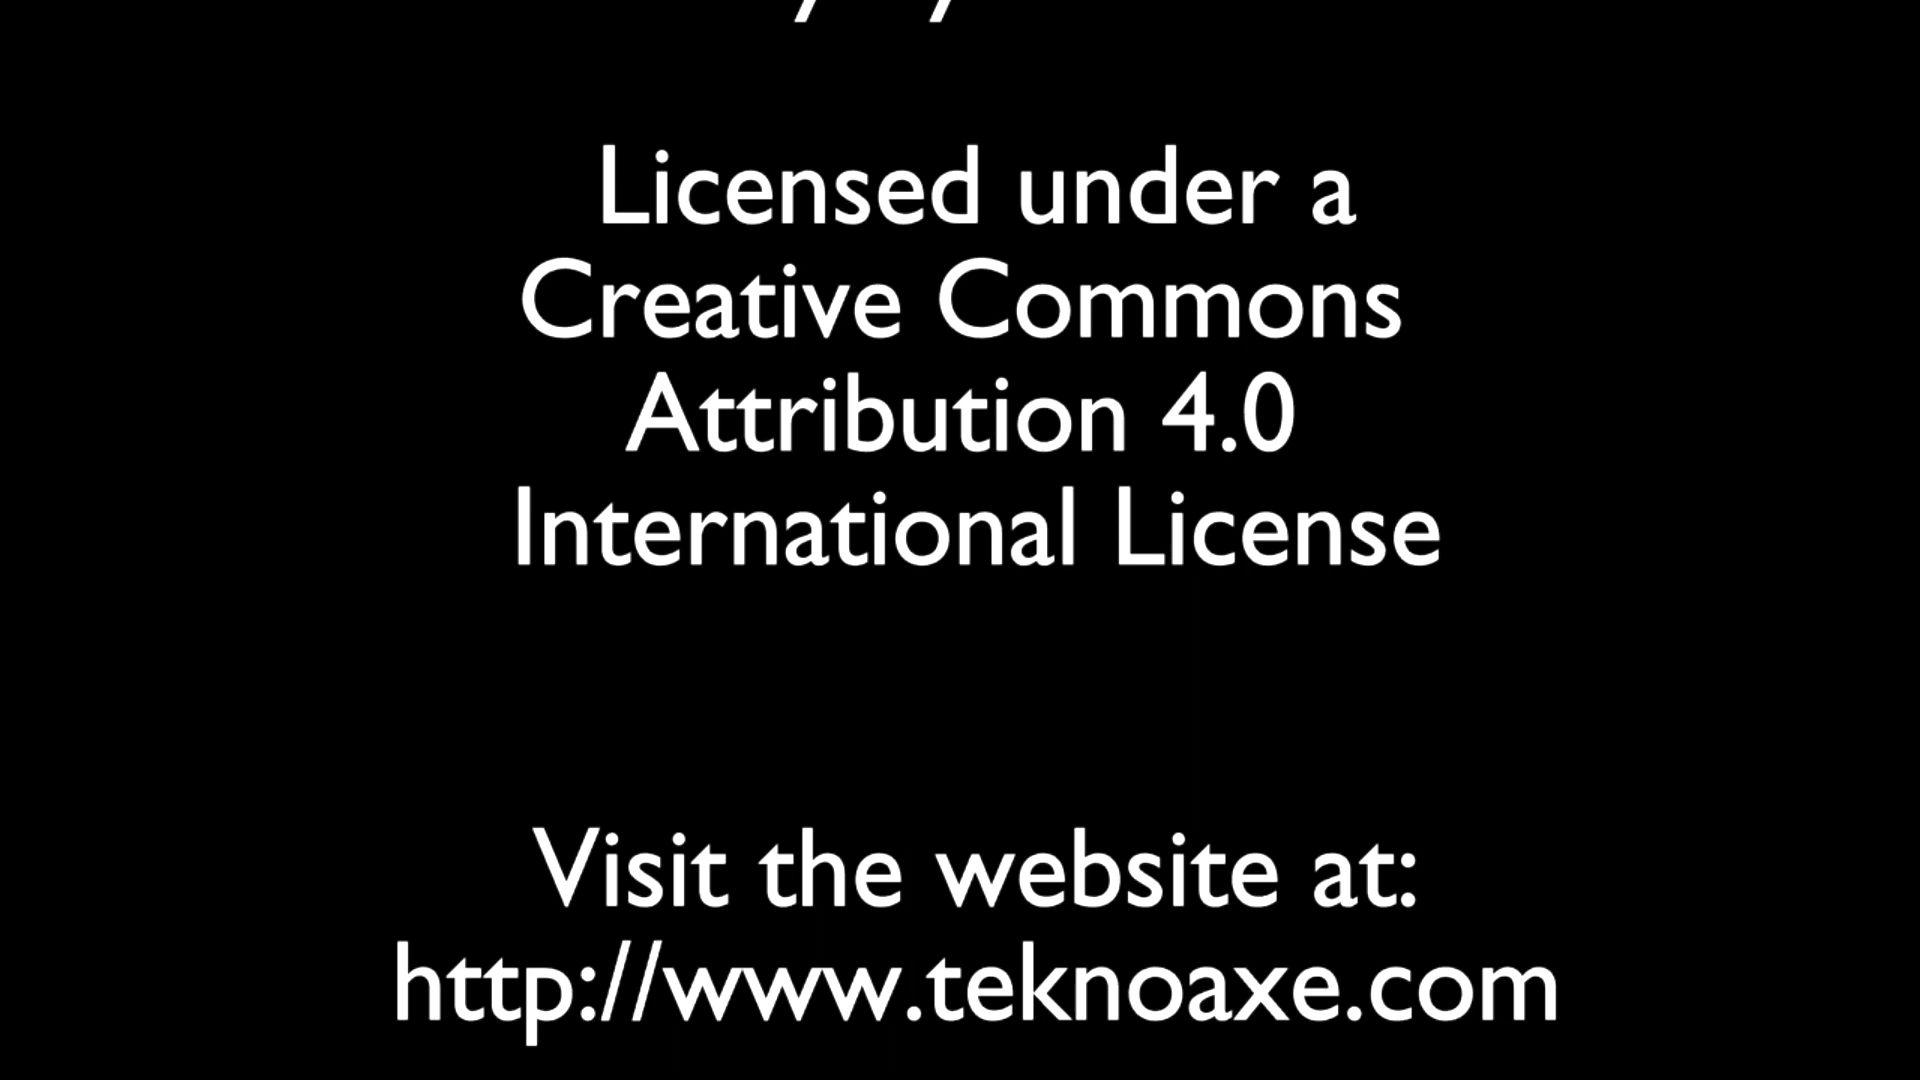 Licensed under a
Creative Commons
Attribution 4.0
International License
Visit the website at:
http://www.teknoaxe.com